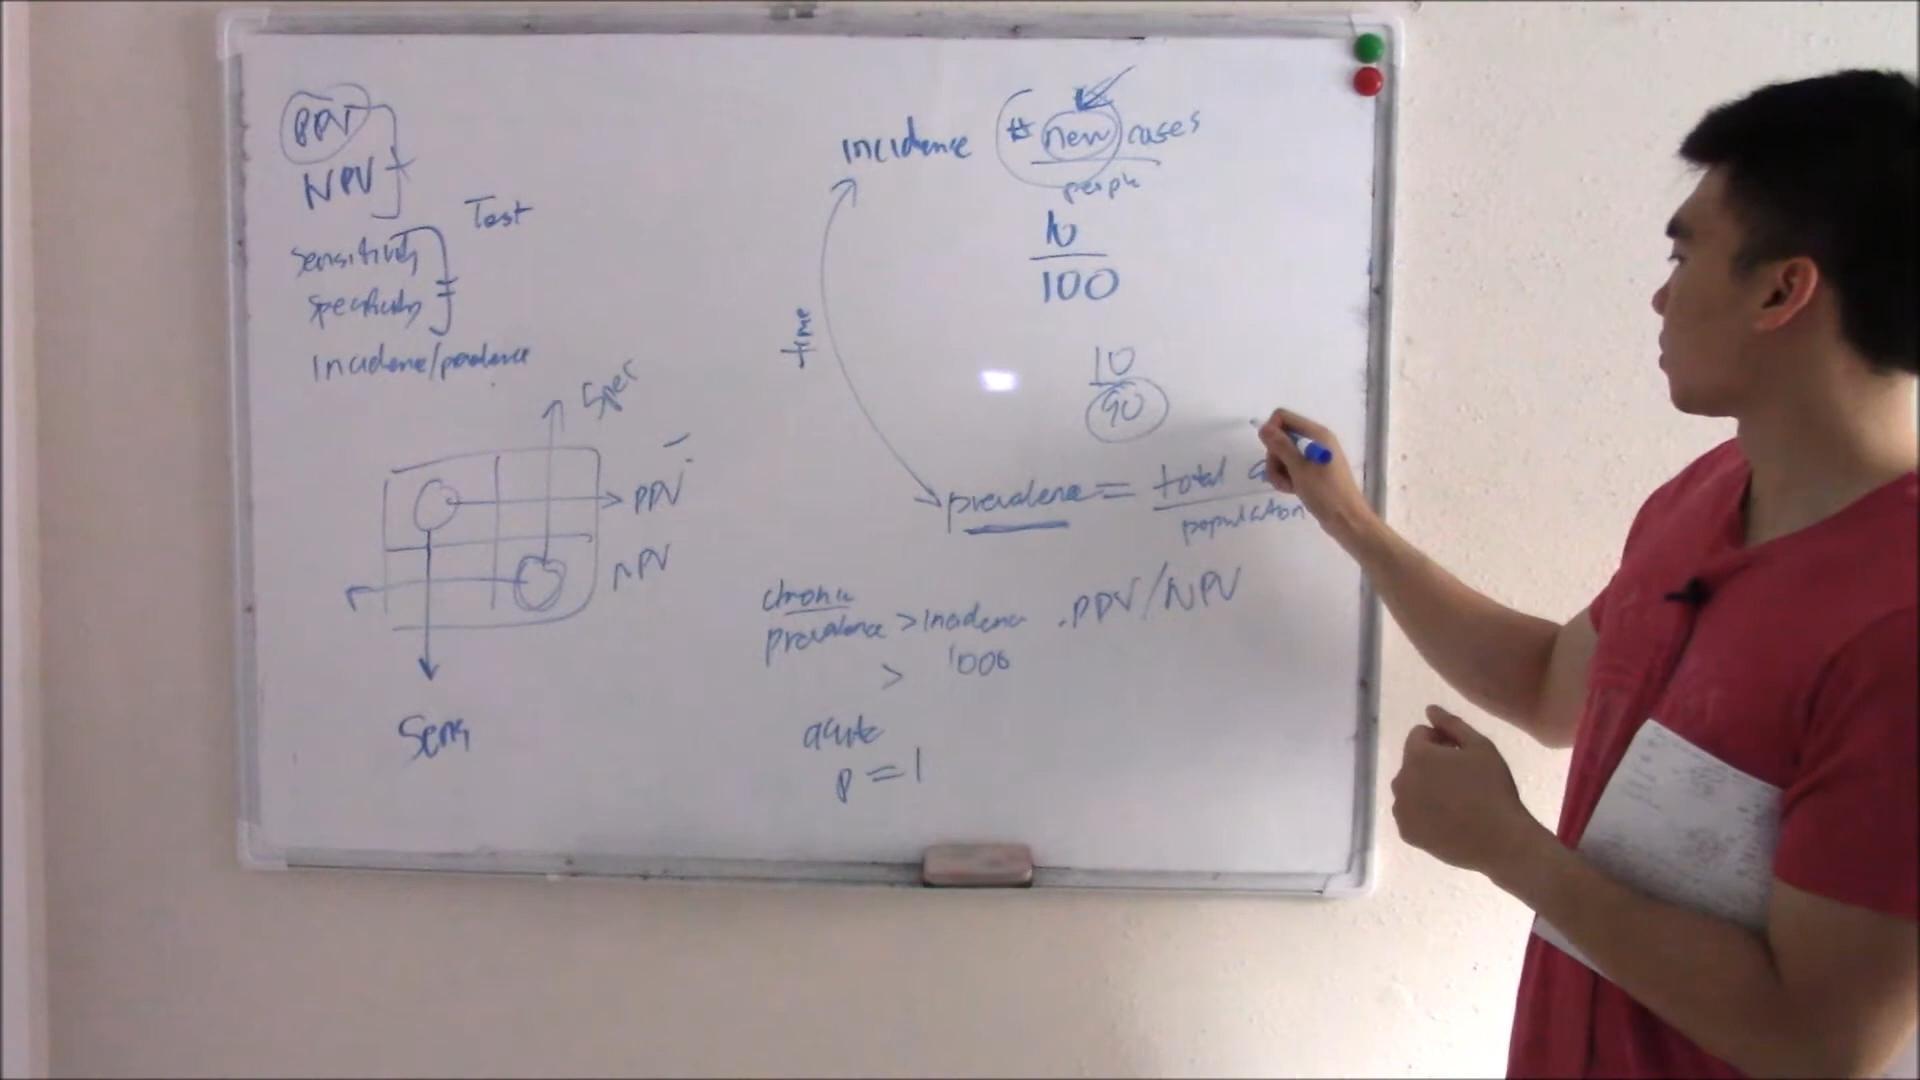 PPV
NPV
Test
Sensitivity
Specificity
Incidence/prevalence
Spec
PPV
NPV
Sens
incidence # new cases
people
10
100
time
10
90
prevalence = total
population
chronic
prevalence > incidence . PPV/NPV
> 1000
acute
p = 1